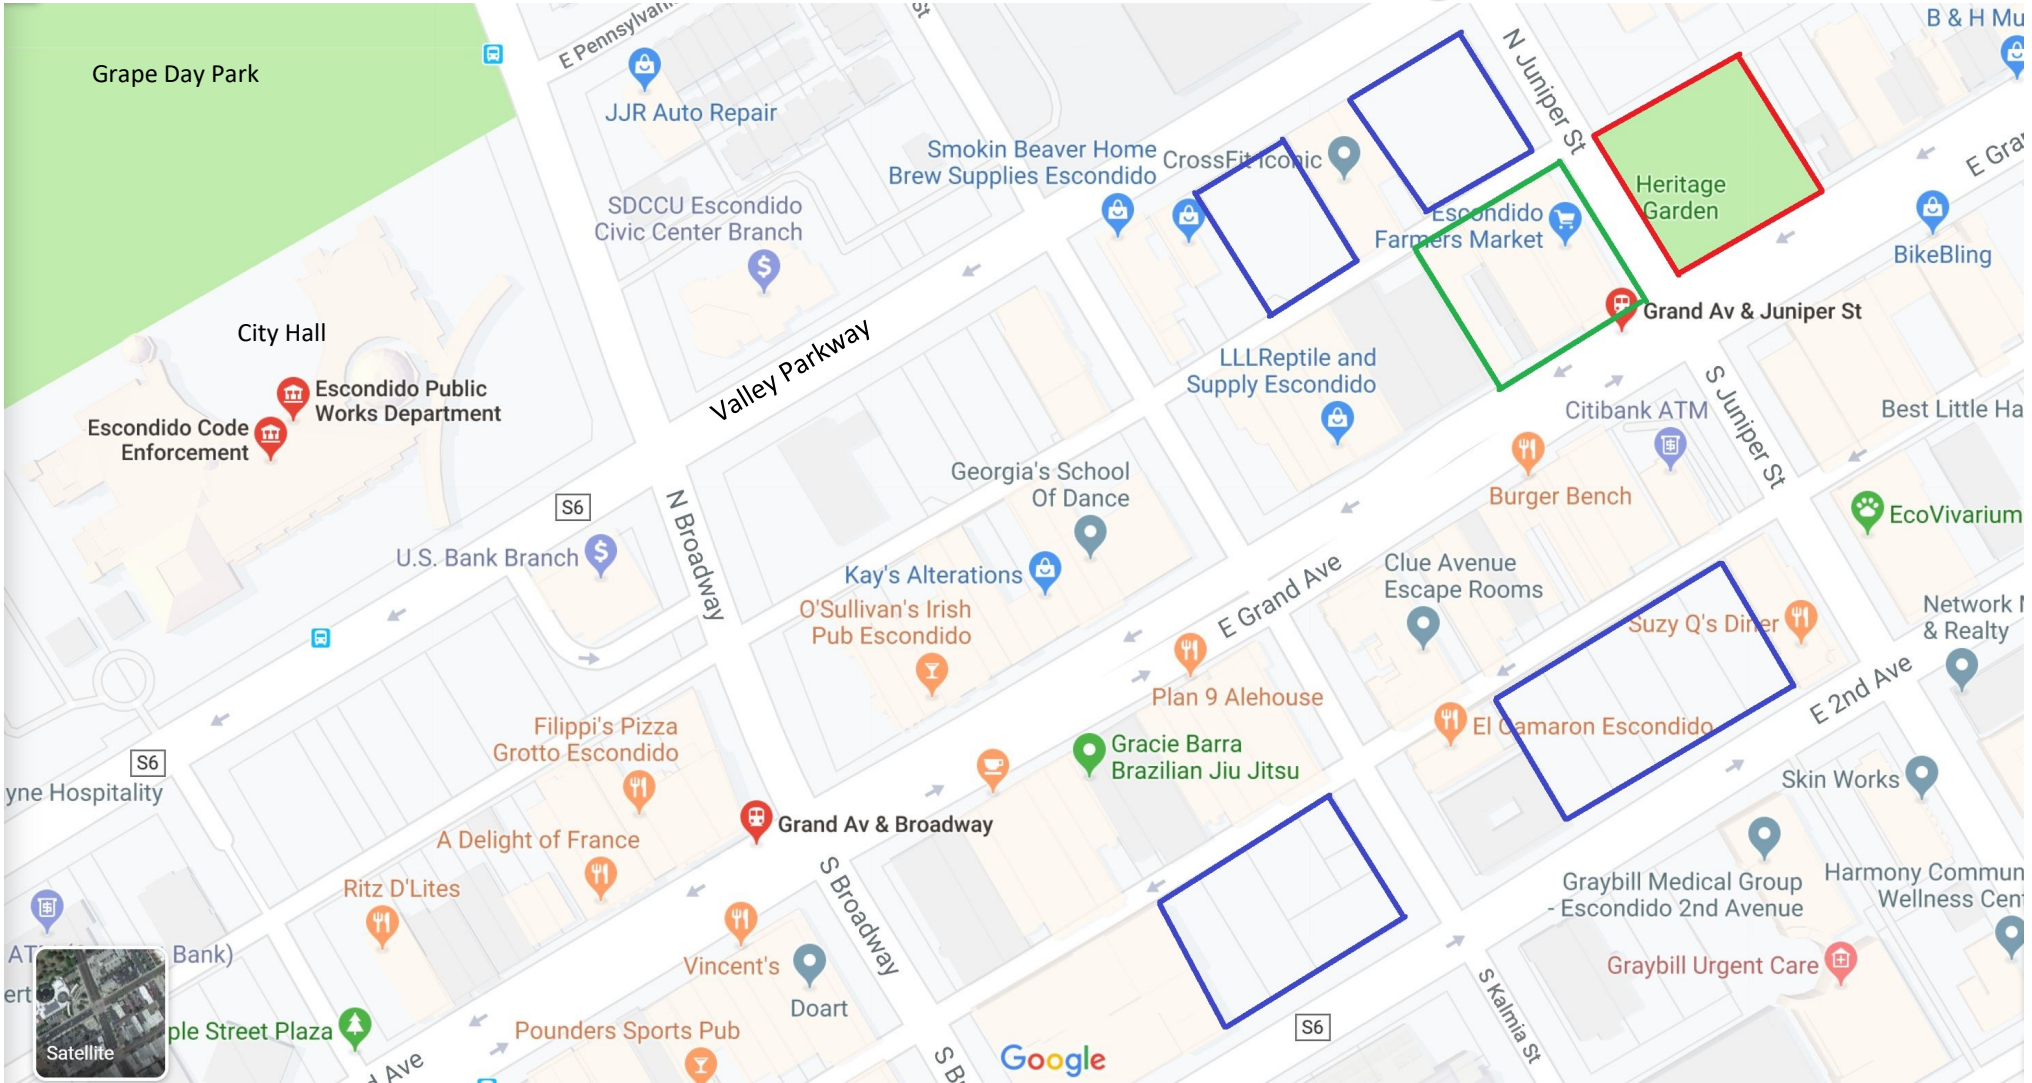 E Pennsylvani
St
Grape Day Park
JJR Auto Repair
N Juniper St
B & H Mu
Smokin Beaver Home
Brew Supplies Escondido
CrossFit Iconic
E Gra
SDCCU Escondido
Civic Center Branch
Escondido
Farmers Market
Heritage
Garden
BikeBling
City Hall
Grand Av & Juniper St
Valley Parkway
LLLReptile and
Supply Escondido
Escondido Public
Works Department
Escondido Code
Enforcement
Citibank ATM
S Juniper St
Best Little Ha
Georgia's School
Of Dance
Burger Bench
S6
N Broadway
EcoVivarium
U.S. Bank Branch
Kay's Alterations
E Grand Ave
Clue Avenue
Escape Rooms
O'Sullivan's Irish
Pub Escondido
Suzy Q's Diner
Network
& Realty
Plan 9 Alehouse
E 2nd Ave
Filippi's Pizza
Grotto Escondido
El Camaron Escondido
Gracie Barra
Brazilian Jiu Jitsu
S6
yne Hospitality
Skin Works
Grand Av & Broadway
A Delight of France
S Broadway
Ritz D'Lites
Graybill Medical Group
- Escondido 2nd Avenue
Harmony Commun
Wellness Cen
Vincent's
Bank)
Graybill Urgent Care
Doart
S Kalmia St
ple Street Plaza
Pounders Sports Pub
S6
Satellite
Ave
S B
Google